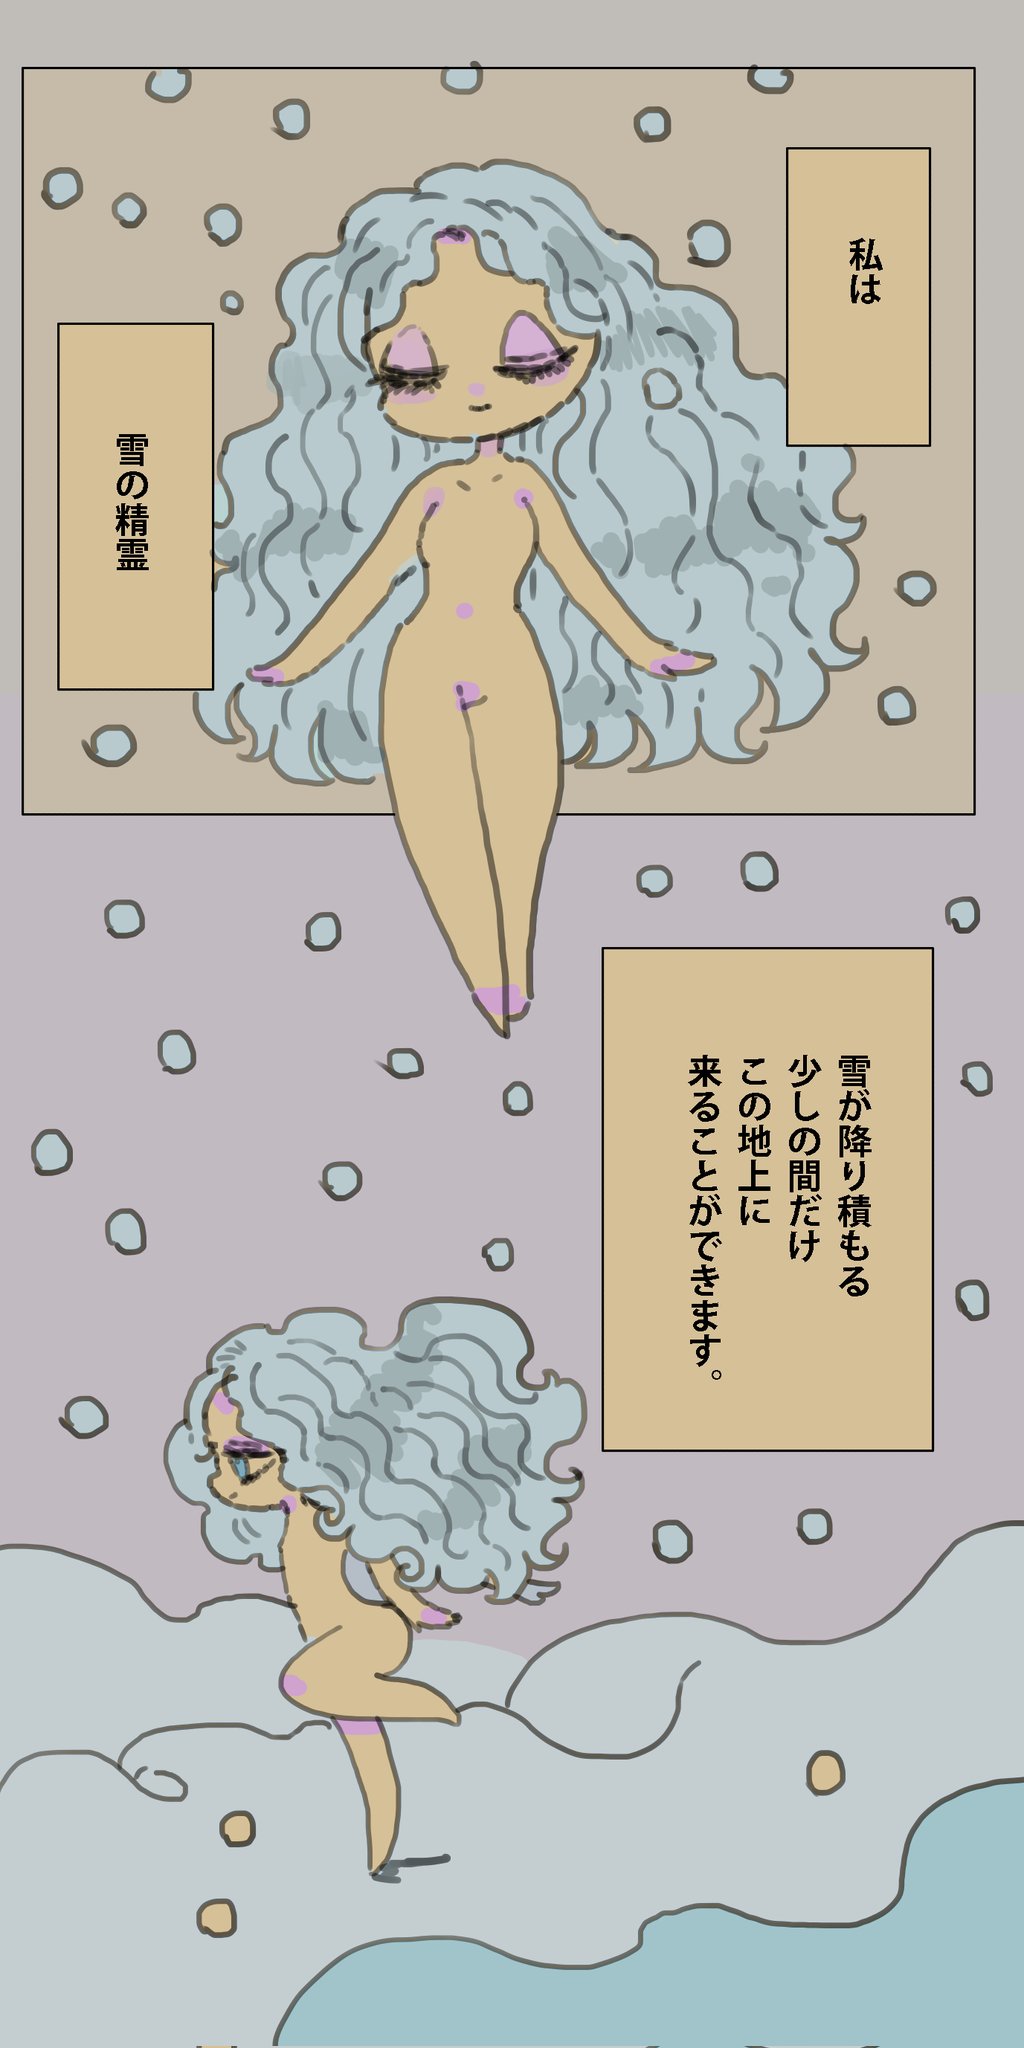 私は
雪の精霊
雪が降り積もる
少しの間だけ
この地上に
来ることができます。